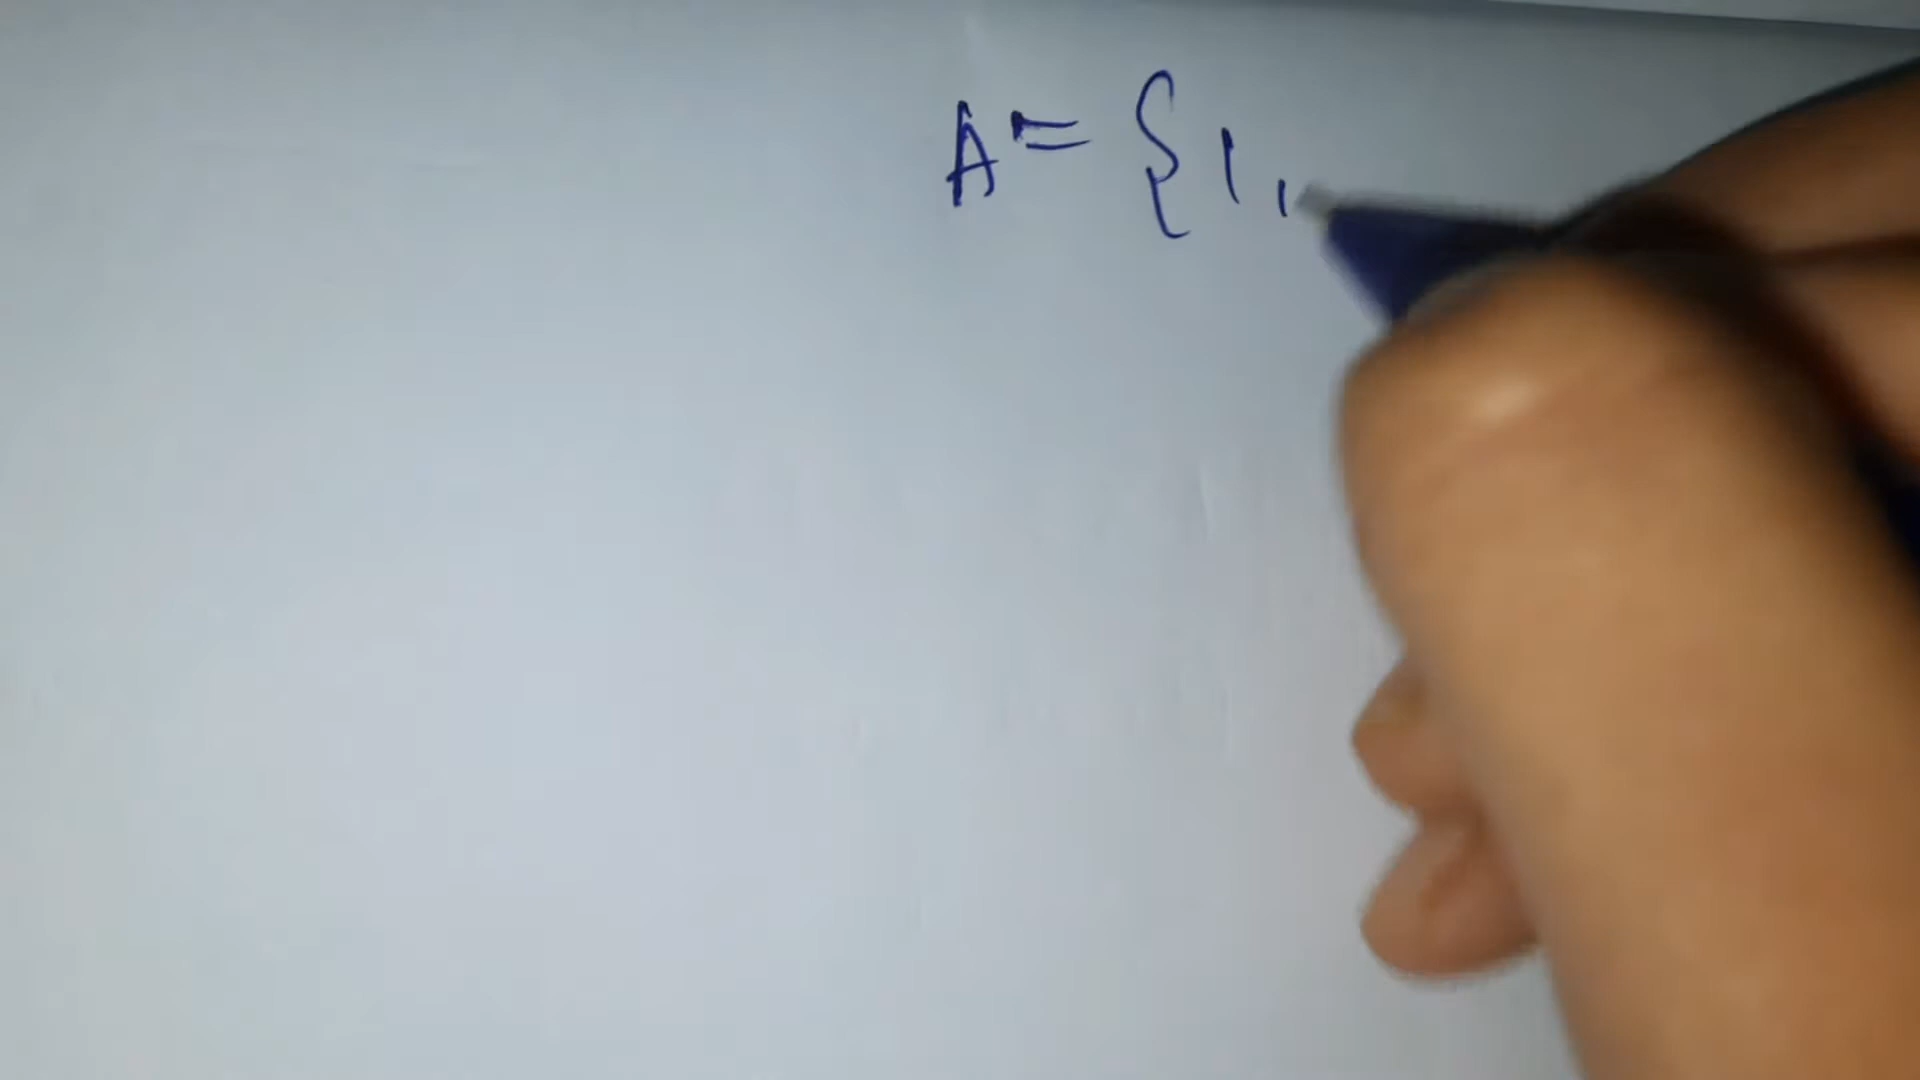 A = { 1,